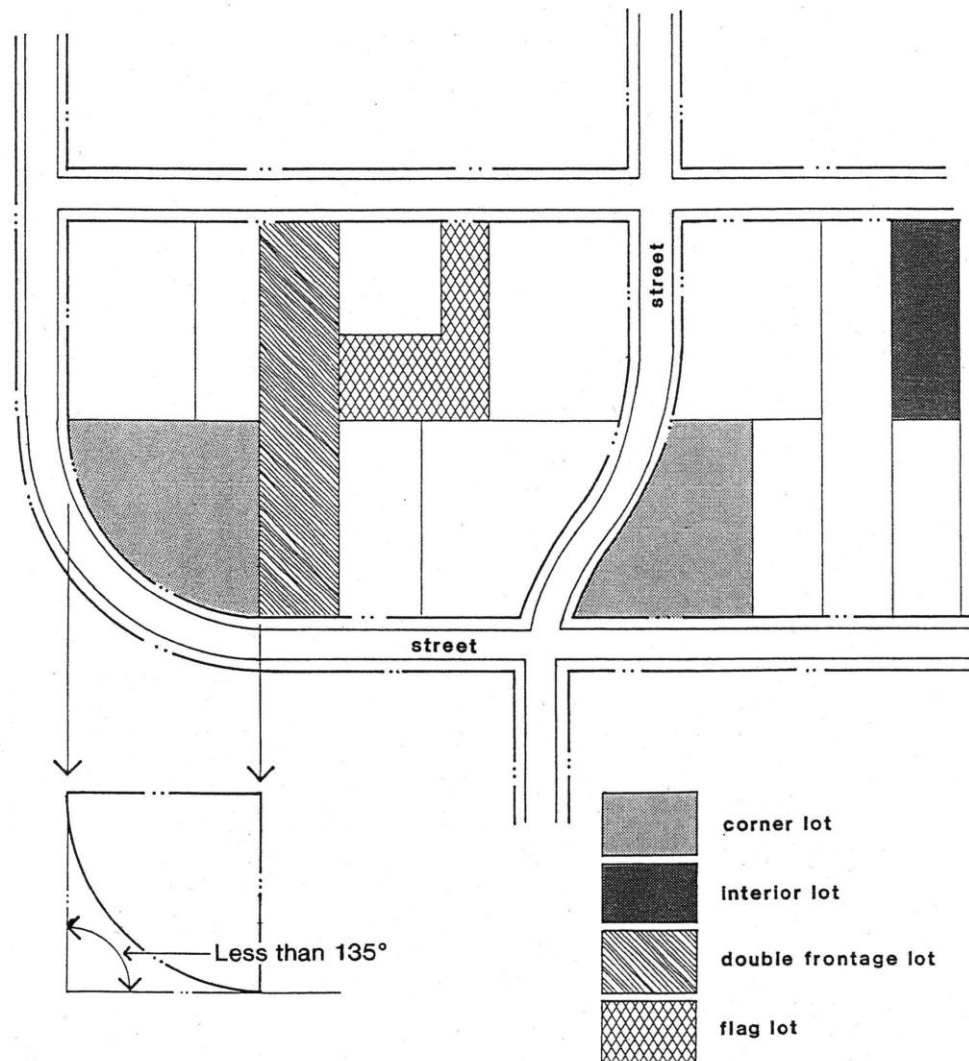 street
street
Less than 135°
corner lot
interior lot
double frontage lot
flag lot